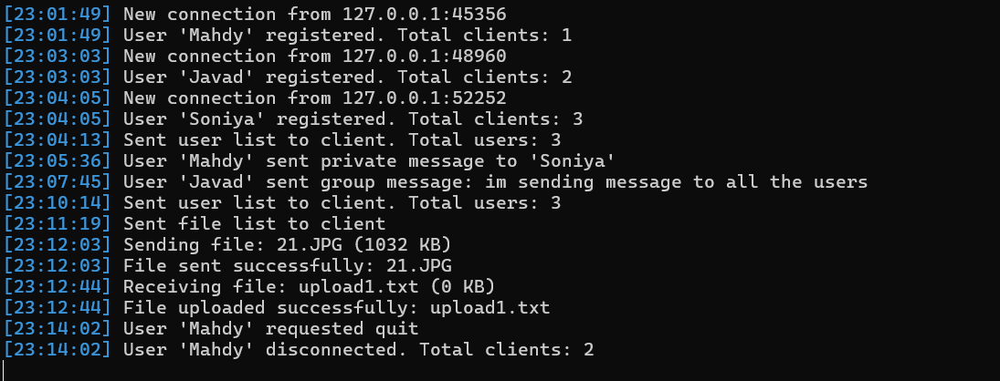 [23:01:49] New connection from 127.0.0.1:45356
[23:01:49] User 'Mahdy' registered. Total clients: 1
[23:03:03] New connection from 127.0.0.1:48960
[23:03:03] User 'Javad' registered. Total clients: 2
[23:04:05] New connection from 127.0.0.1:52252
[23:04:05] User 'Soniya' registered. Total clients: 3
[23:04:13] Sent user list to client. Total users: 3
[23:05:36] User 'Mahdy' sent private message to 'Soniya'
[23:07:45] User 'Javad' sent group message: im sending message to all the users
[23:10:14] Sent user list to client. Total users: 3
[23:11:19] Sent file list to client
[23:12:03] Sending file: 21.JPG (1032 KB)
[23:12:03] File sent successfully: 21.JPG
[23:12:44] Receiving file: upload1.txt (0 KB)
[23:12:44] File uploaded successfully: upload1.txt
[23:14:02] User 'Mahdy' requested quit
[23:14:02] User 'Mahdy' disconnected. Total clients: 2